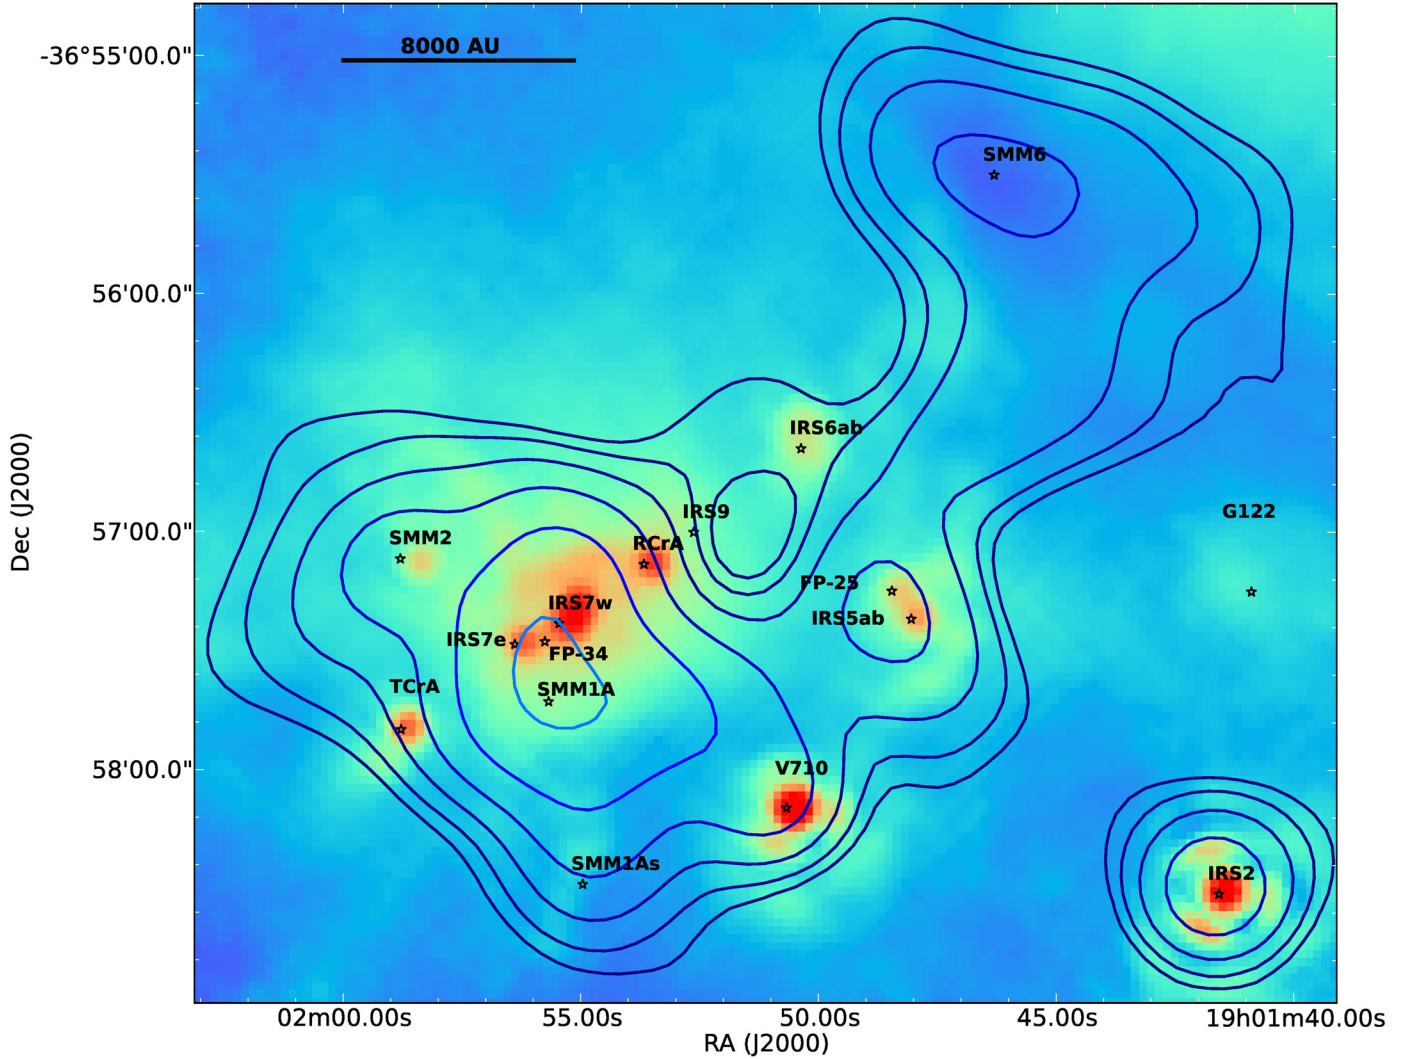 8000 AU
-36°55'00.0"
SMM6
56'00.0"
IRS6ab
IRS9
G122
57'00.0"
SMM2
RCrA
FP-25
IRS7w
IRS5ab
IRS7e
FP-34
TCrA
SMM1A
58'00.0"
V710
SMM1As
IRS2
Dec (J2000)
02m00.00s 55.00s 50.00s 45.00s 19h01m40.00s
RA (J2000)